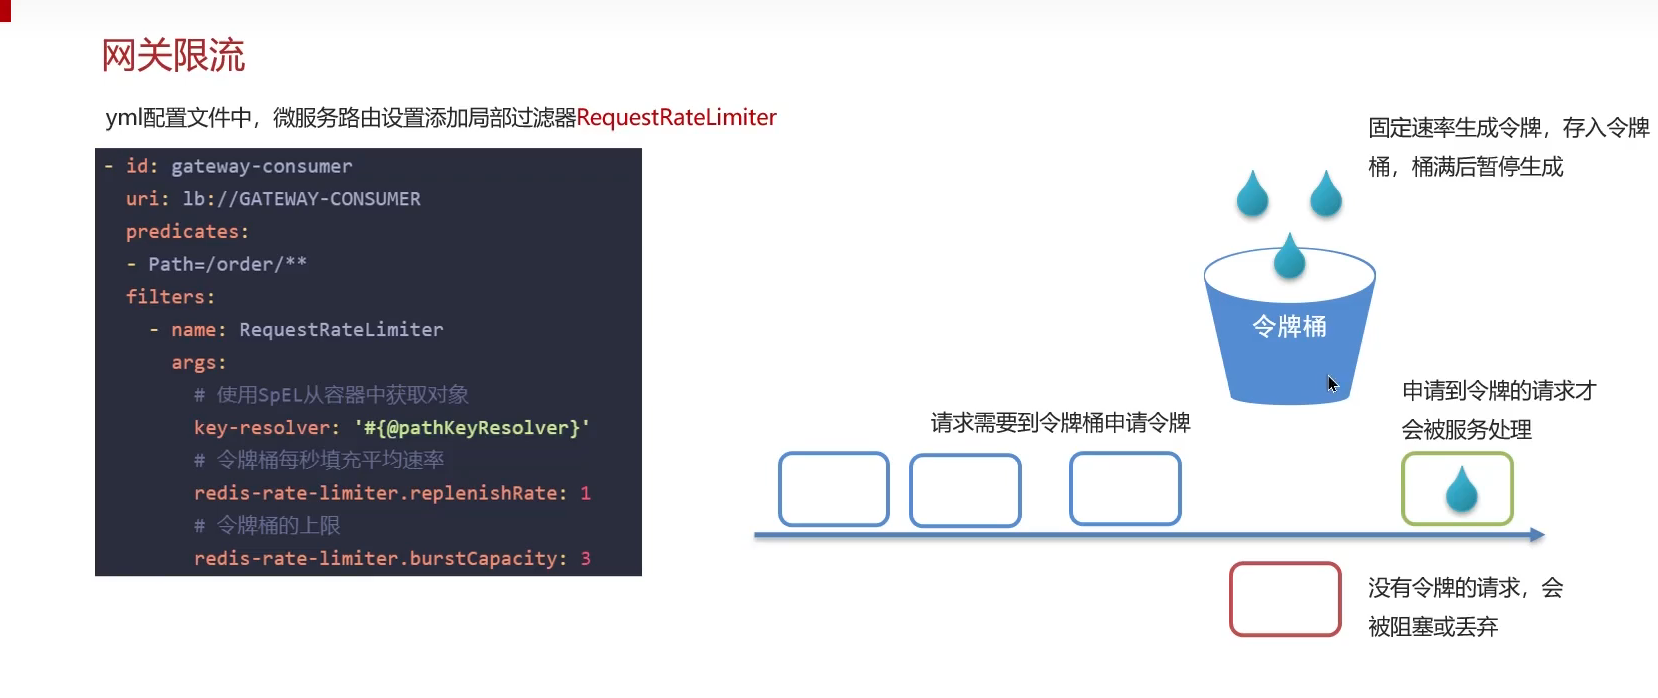 网关限流
yml配置文件中，微服务路由设置添加局部过滤器RequestRateLimiter
- id: gateway-consumer
uri: lb://GATEWAY-CONSUMER
predicates:
- Path=/order/**
filters:
- name: RequestRateLimiter
args:
# 使用SpEL从容器中获取对象
key-resolver: '#{@pathKeyResolver}'
# 令牌桶每秒填充平均速率
redis-rate-limiter.replenishRate: 1
# 令牌桶的上限
redis-rate-limiter.burstCapacity: 3
固定速率生成令牌，存入令牌
桶，桶满后暂停生成
令牌桶
请求需要到令牌桶申请令牌
申请到令牌的请求才
会被服务处理
没有令牌的请求，会
被阻塞或丢弃